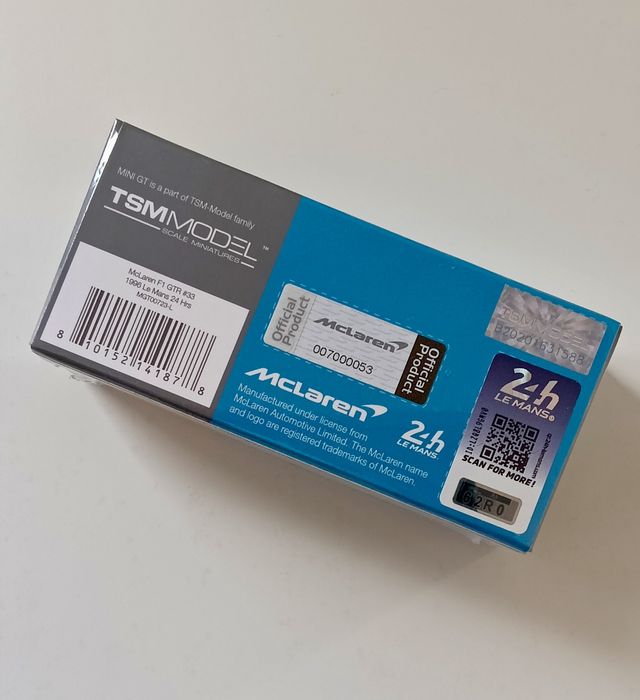 MINI GT is a part of TSM-Model family
TSMMODEL™
SCALE MINIATURES
McLaren F1 GTR #33
1996 Le Mans 24 Hrs
MGT00723-L
8 10152 14187 8
Official
Product
McLaren
007000053
Official
Product
McLaren
Manufactured under license from
McLaren Automotive Limited. The McLaren name
and logo are registered trademarks of McLaren.
24h
LE MANS
TSMMODEL
24h
LE MANS®
SCAN FOR MORE!
62R0